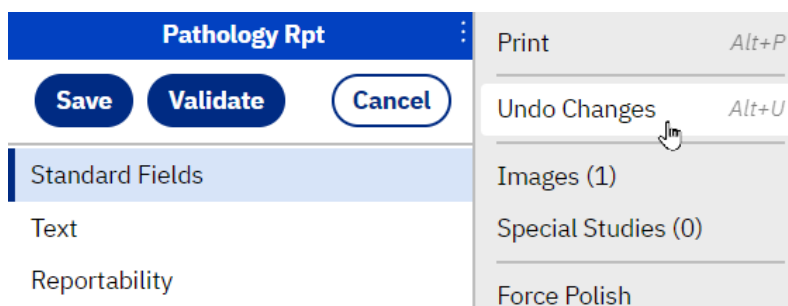 Pathology Rpt
Save Validate Cancel
Standard Fields
Text
Reportability
Print Alt+P
Undo Changes Alt+U
Images (1)
Special Studies (0)
Force Polish